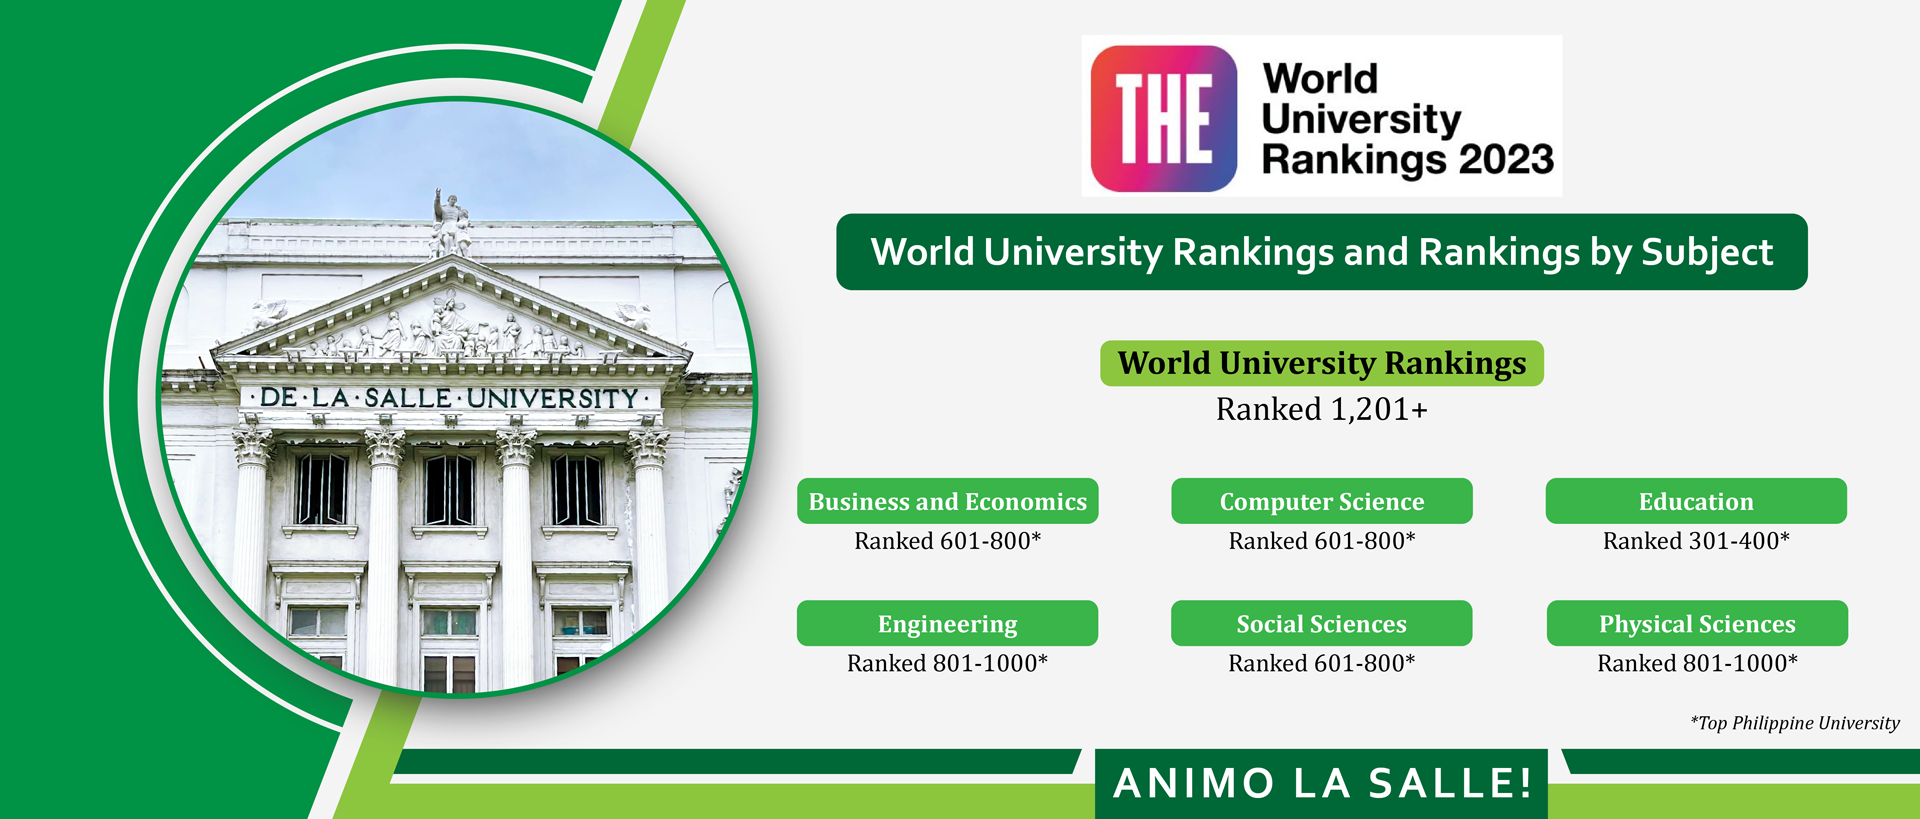 THE
World
University
Rankings 2023
World University Rankings and Rankings by Subject
World University Rankings
Ranked 1,201+
·DE·LA·SALLE·UNIVERSITY·
Business and Economics
Ranked 601-800*
Computer Science
Ranked 601-800*
Education
Ranked 301-400*
Engineering
Ranked 801-1000*
Social Sciences
Ranked 601-800*
Physical Sciences
Ranked 801-1000*
*Top Philippine University
ANIMO LA SALLE!